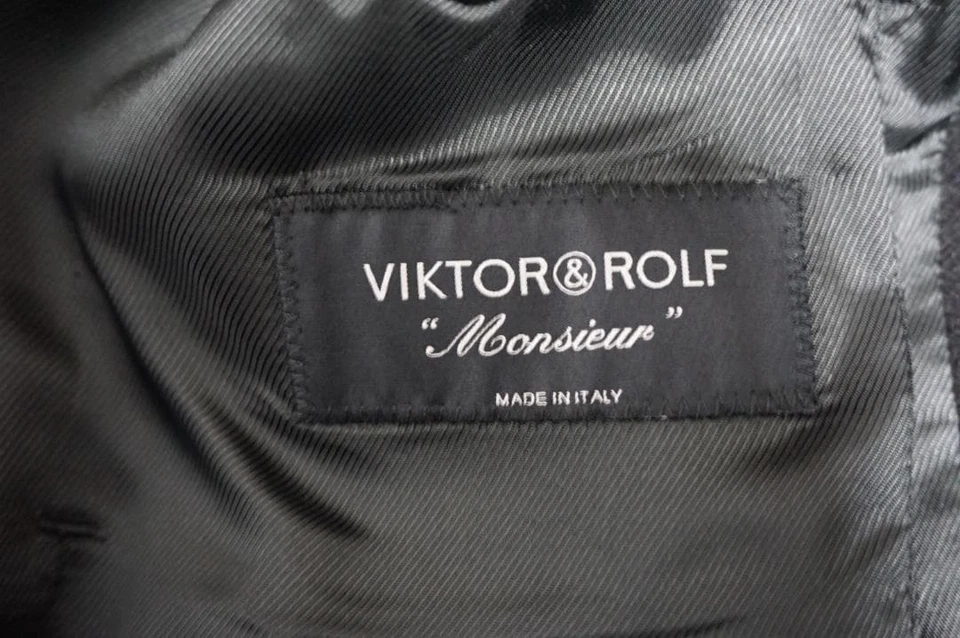 VIKTOR&ROLF
“Monsieur”
MADE IN ITALY